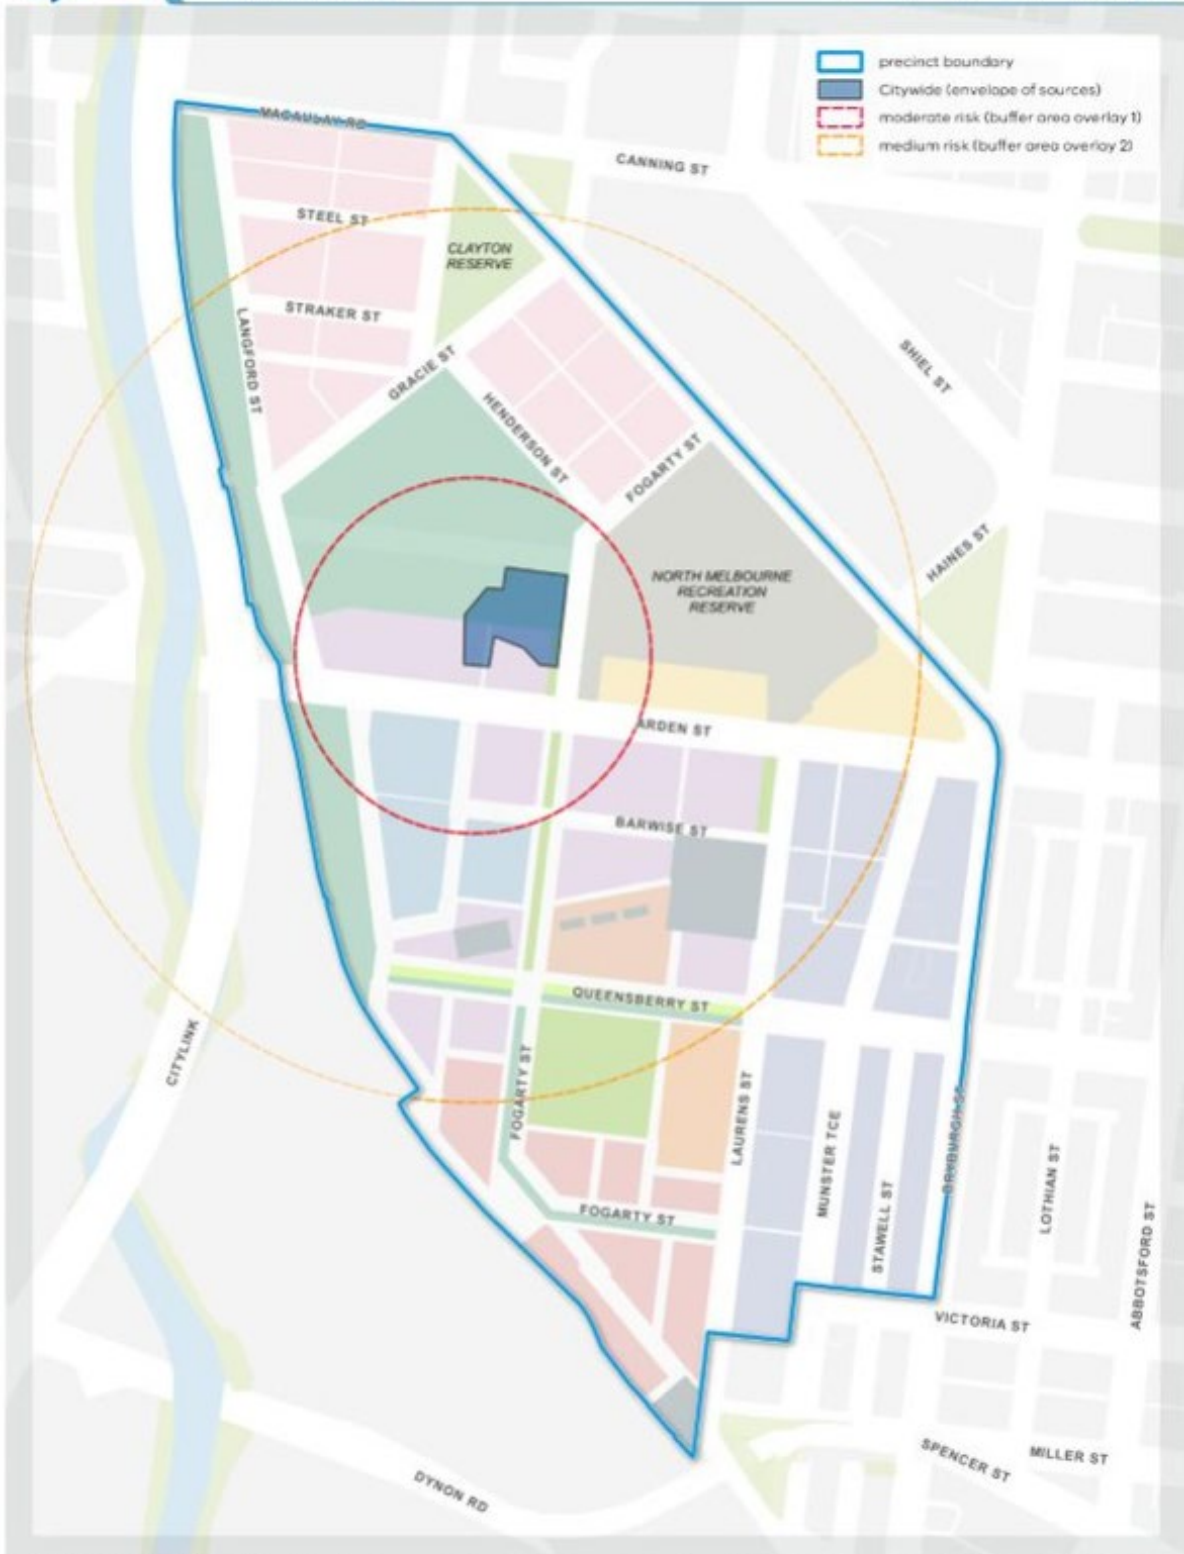 precinct boundary
Citywide (envelope of sources)
moderate risk (buffer area overlay 1)
medium risk (buffer area overlay 2)
MACAULAY RD
CANNING ST
STEEL ST
CLAYTON
RESERVE
STRAKER ST
LANGFORD ST
GRACIE ST
SHIEL ST
HENDERSON ST
FOGARTY ST
HAINES ST
NORTH MELBOURNE
RECREATION
RESERVE
ARDEN ST
BARWISE ST
QUEENSBERRY ST
CITYLINK
FOGARTY ST
LAURENS ST
MUNSTER TCE
STAWELL ST
DRYBURGH ST
LOTHIAN ST
ABBOTSFORD ST
FOGARTY ST
VICTORIA ST
SPENCER ST
MILLER ST
DYNON RD